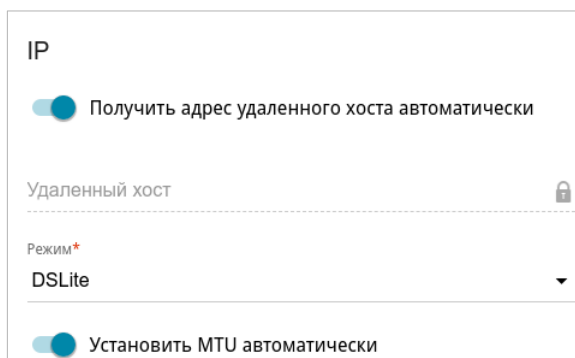 IP
Получить адрес удаленного хоста автоматически
Удаленный хост
Режим*
DSLite
Установить MTU автоматически